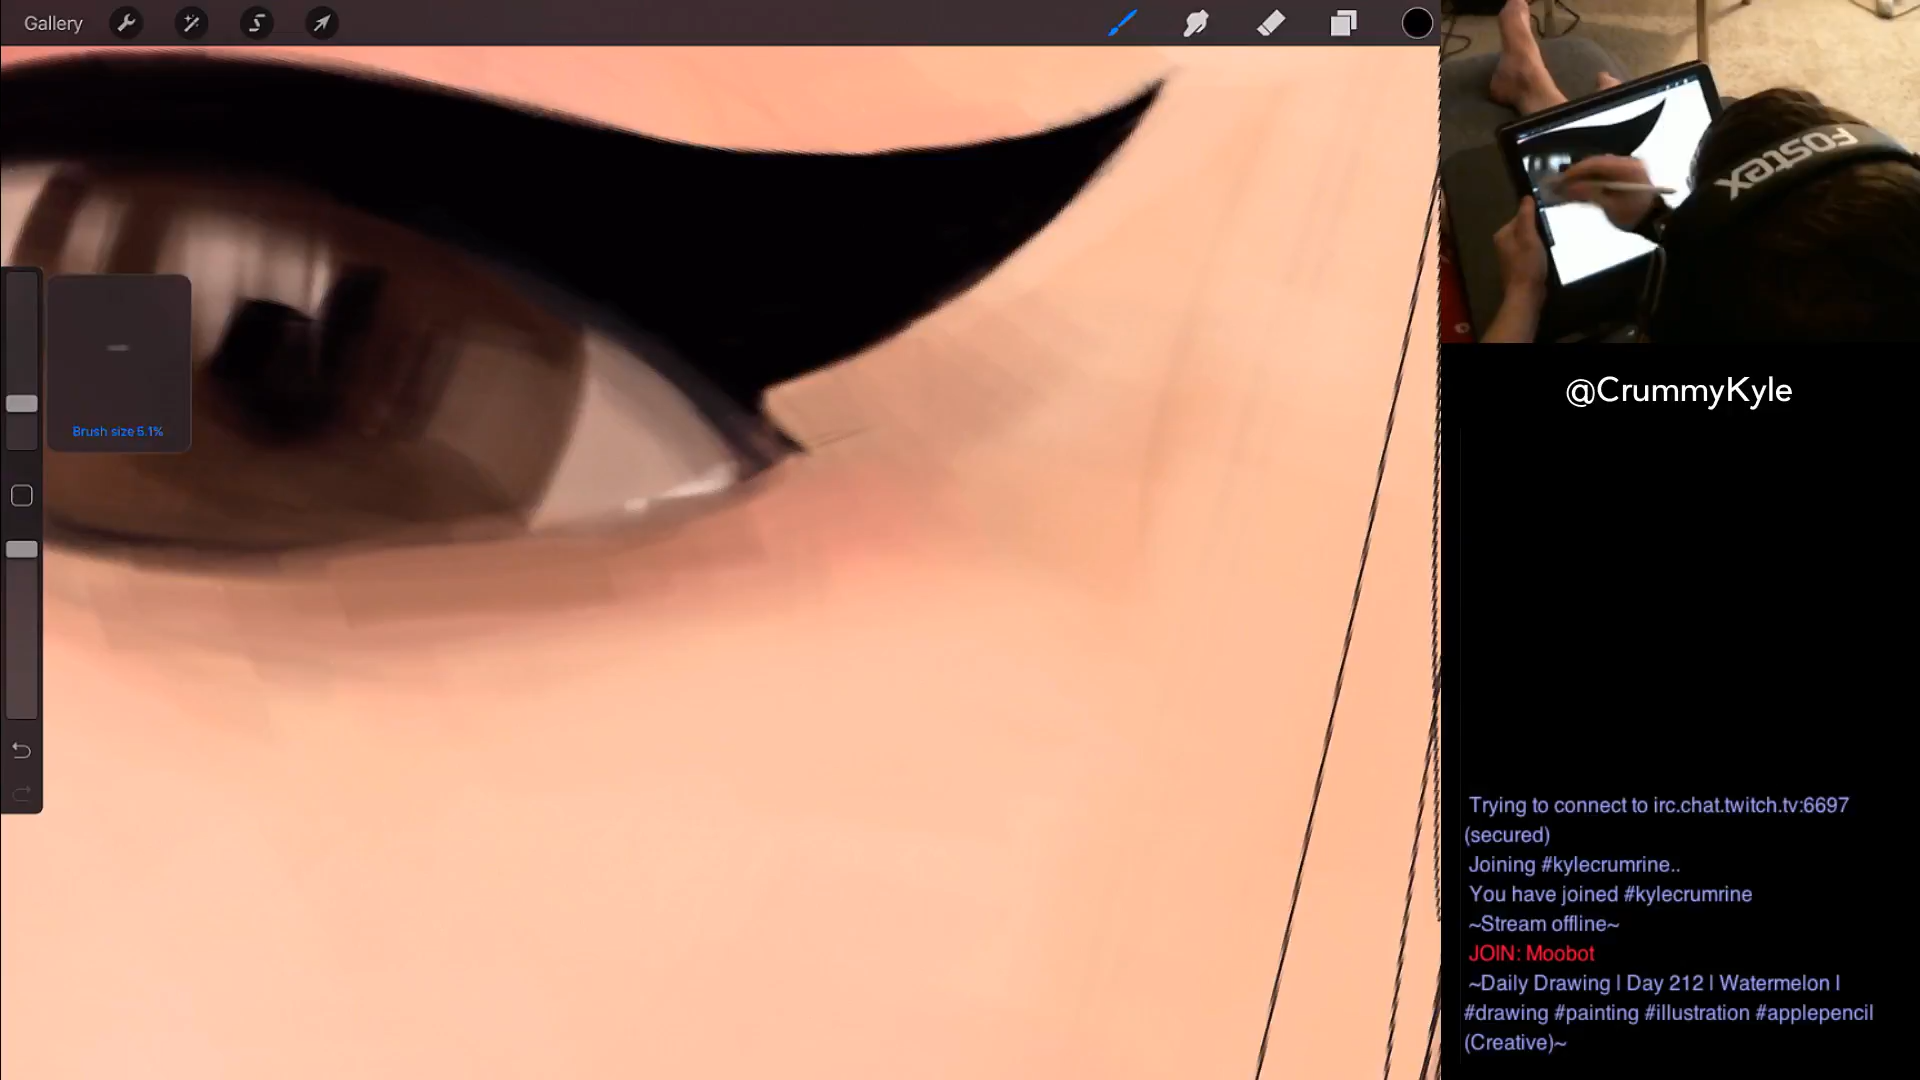 Gallery
Brush size 5.1%
FOSTEX
@CrummyKyle
Trying to connect to irc.chat.twitch.tv:6697
(secured)
Joining #kylecrumrine..
You have joined #kylecrumrine
~Stream offline~
JOIN: Moobot
~Daily Drawing | Day 212 | Watermelon |
#drawing #painting #illustration #applepencil
(Creative)~